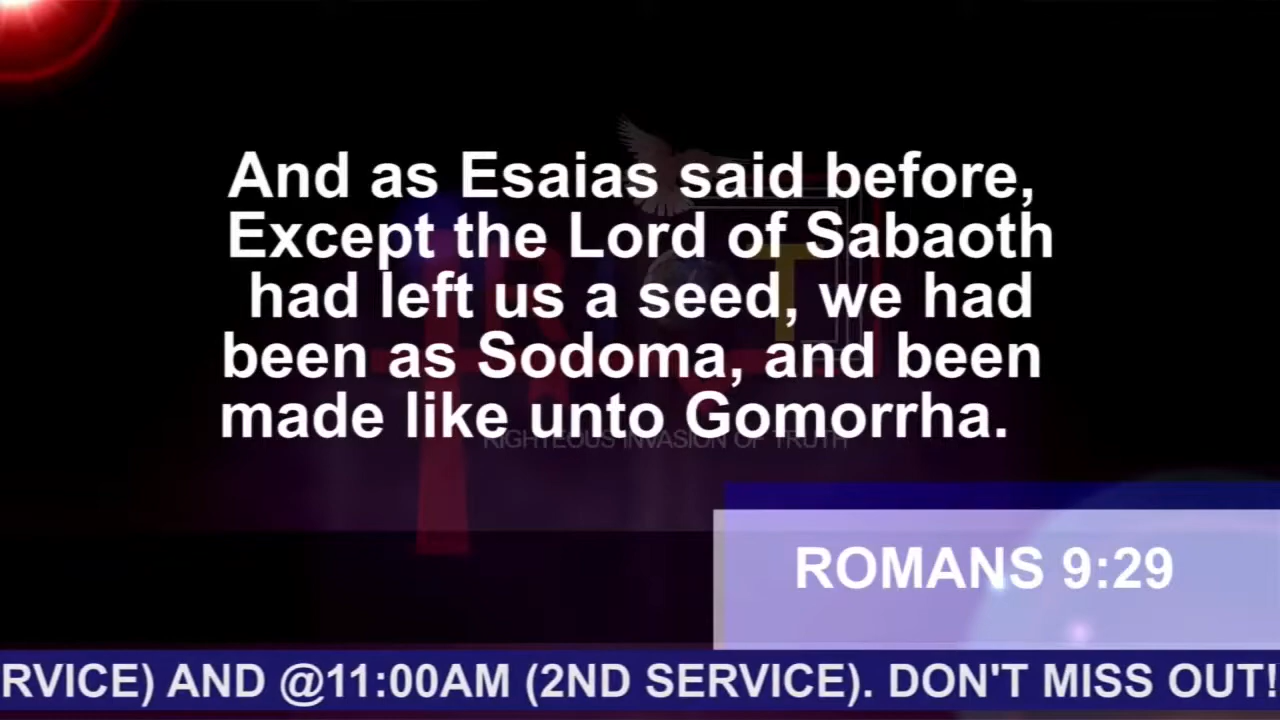 And as Esaias said before,
Except the Lord of Sabaoth
had left us a seed, we had
been as Sodoma, and been
made like unto Gomorrha.
RIGHTEOUS INVASION OF TRUTH
ROMANS 9:29
RVICE) AND @11:00AM (2ND SERVICE). DON'T MISS OUT!